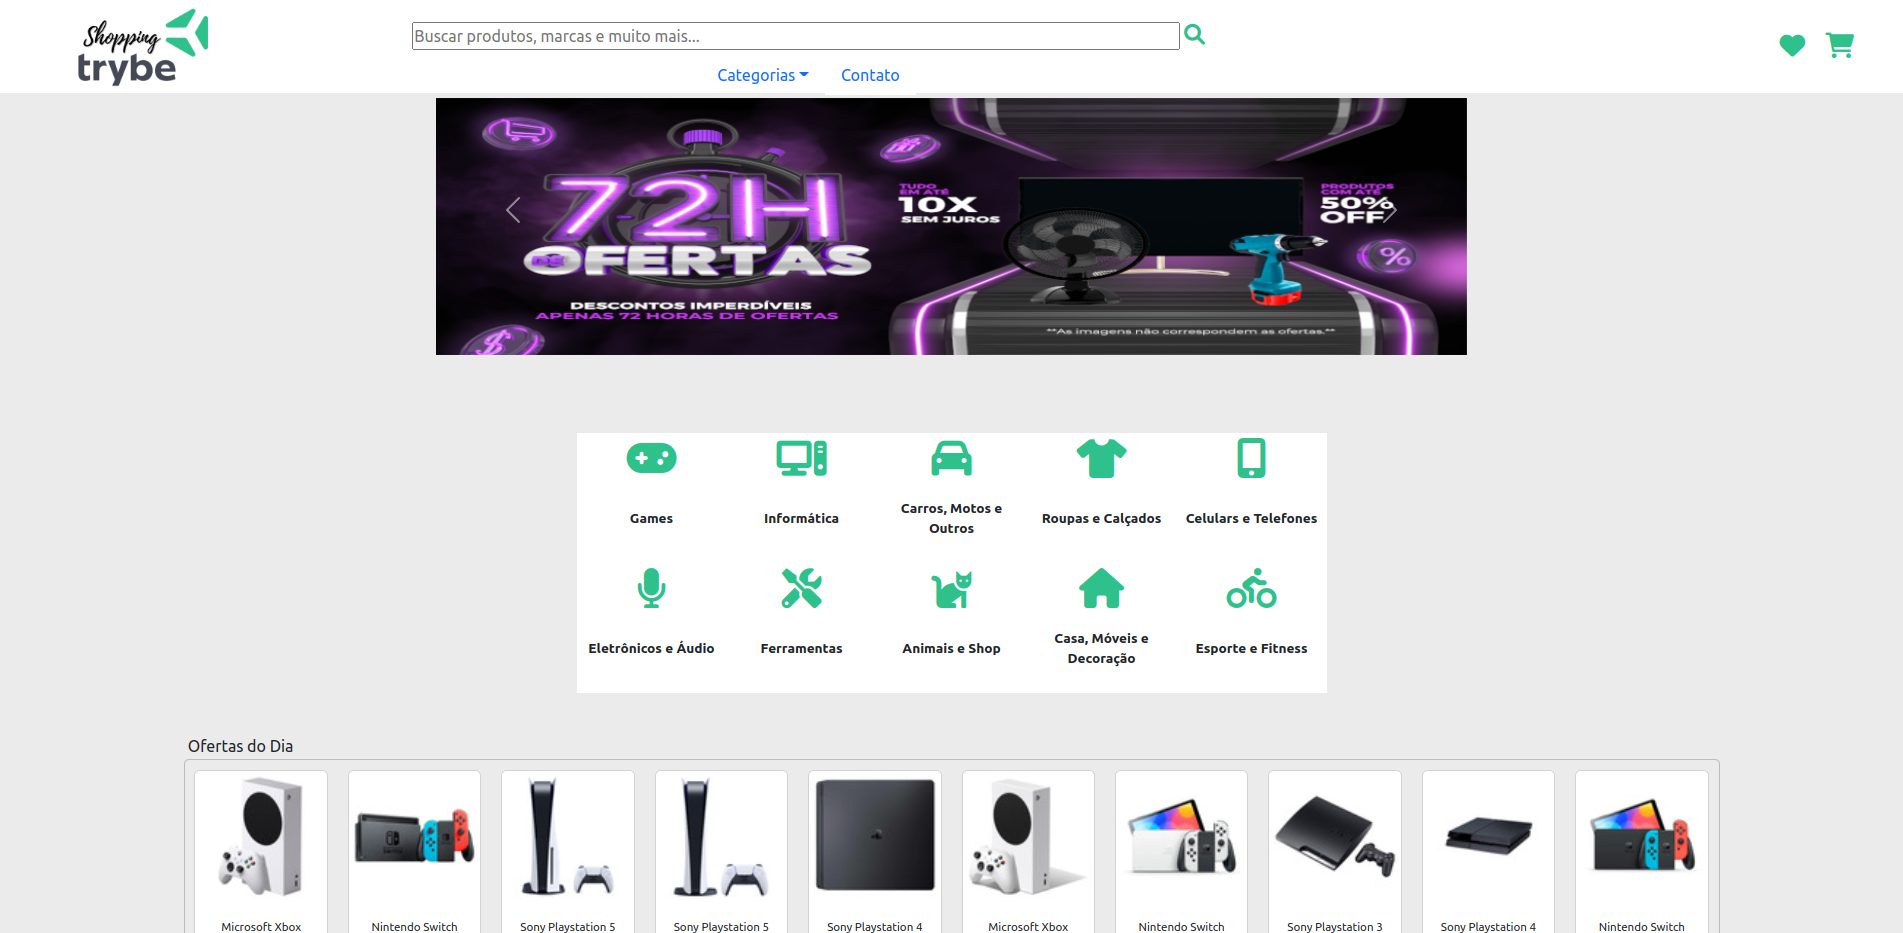 Shopping
trybe
Buscar produtos, marcas e muito mais...
Categorias
Contato
72H
DE
OFERTAS
DESCONTOS IMPERDÍVEIS
APENAS 72 HORAS DE OFERTAS
TUDO
EM ATÉ
10X
SEM JUROS
PRODUTOS
COM ATÉ
50%
OFF
%
$
**As imagens não correspondem as ofertas.**
Games
Informática
Carros, Motos e
Outros
Roupas e Calçados
Celulars e Telefones
Eletrônicos e Áudio
Ferramentas
Animais e Shop
Casa, Móveis e
Decoração
Esporte e Fitness
Ofertas do Dia
Microsoft Xbox
Nintendo Switch
Sony Playstation 5
Sony Playstation 5
Sony Playstation 4
Microsoft Xbox
Nintendo Switch
Sony Playstation 3
Sony Playstation 4
Nintendo Switch